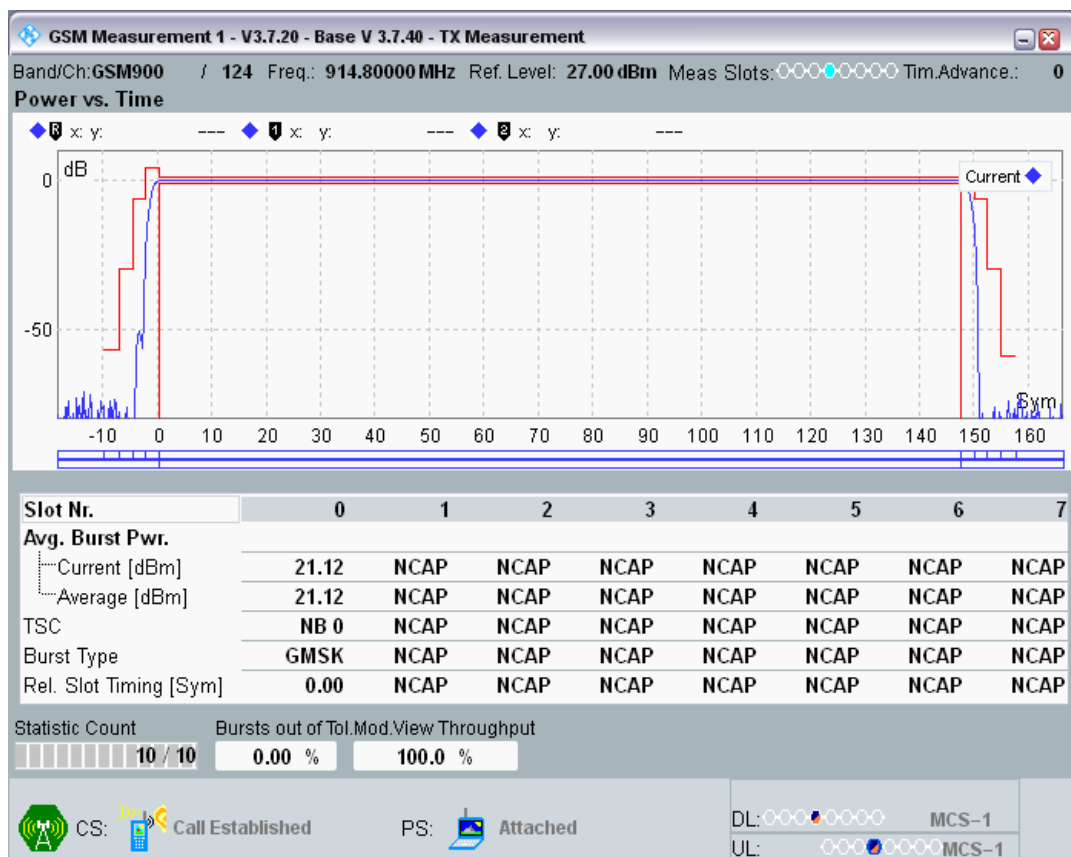 GSM Measurement 1 - V3.7.20 - Base V 3.7.40 - TX Measurement
Band/Ch:GSM900 / 124 Freq.: 914.80000 MHz Ref. Level: 27.00 dBm Meas Slots: Tim.Advance.: 0
Power vs. Time
R x: y: --- 1 x: y: --- 2 x: y: ---
dB
Current
0
-50
Sym
-10 0 10 20 30 40 50 60 70 80 90 100 110 120 130 140 150 160
Slot Nr. 0 1 2 3 4 5 6 7
Avg. Burst Pwr.
Current [dBm] 21.12 NCAP NCAP NCAP NCAP NCAP NCAP NCAP
Average [dBm] 21.12 NCAP NCAP NCAP NCAP NCAP NCAP NCAP
TSC NB 0 NCAP NCAP NCAP NCAP NCAP NCAP NCAP
Burst Type GMSK NCAP NCAP NCAP NCAP NCAP NCAP NCAP
Rel. Slot Timing [Sym] 0.00 NCAP NCAP NCAP NCAP NCAP NCAP NCAP
Statistic Count Bursts out of Tol.Mod.View Throughput
10 / 10 0.00 % 100.0 %
CS: Call Established PS: Attached
DL: MCS-1
UL: MCS-1